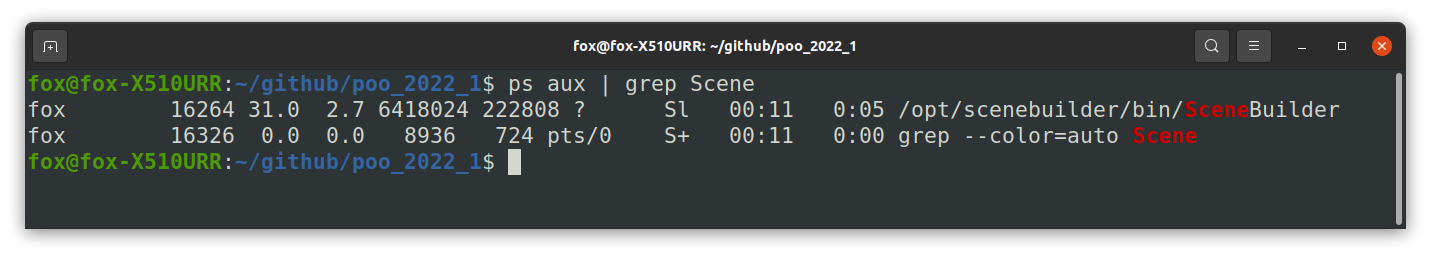 fox@fox-X510URR: ~/github/poo_2022_1
fox@fox-X510URR:~/github/poo_2022_1$ ps aux | grep Scene
fox        16264 31.0  2.7 6418024 222808 ?      Sl   00:11   0:05 /opt/scenebuilder/bin/SceneBuilder
fox        16326  0.0  0.0   8936   724 pts/0    S+   00:11   0:00 grep --color=auto Scene
fox@fox-X510URR:~/github/poo_2022_1$